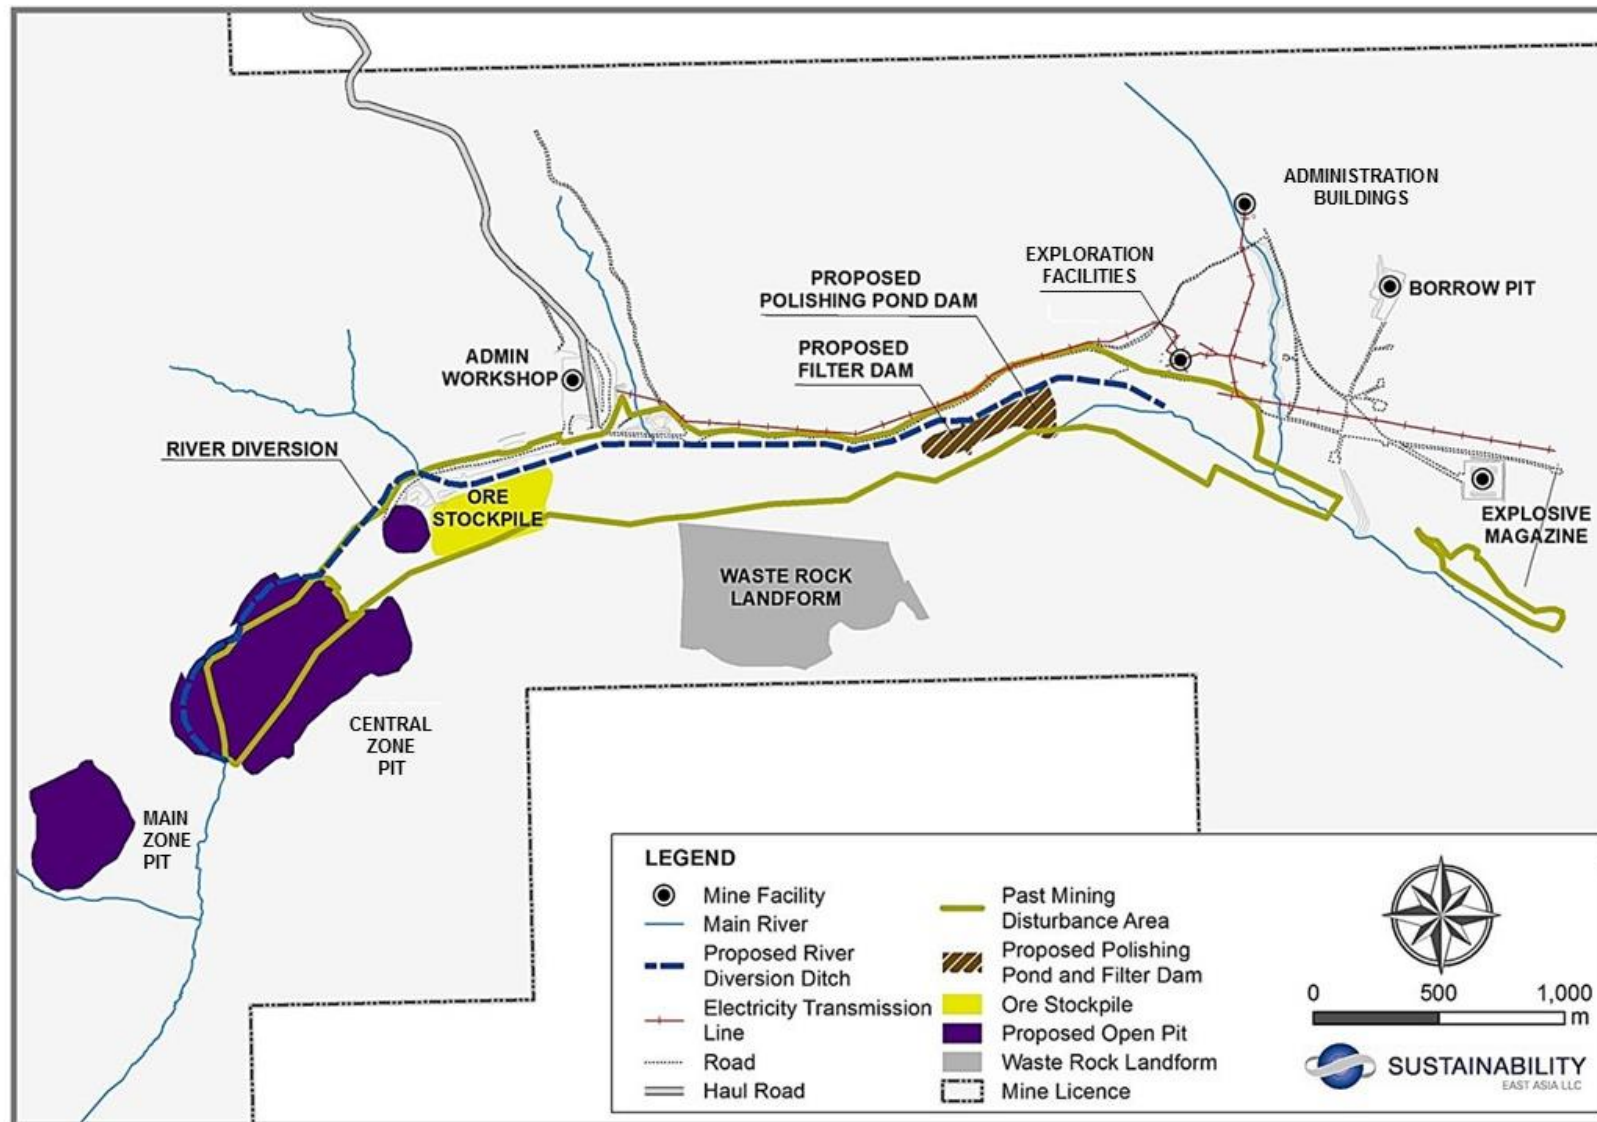 ADMINISTRATION
BUILDINGS
EXPLORATION
FACILITIES
PROPOSED
POLISHING POND DAM
BORROW PIT
PROPOSED
FILTER DAM
ADMIN
WORKSHOP
RIVER DIVERSION
ORE
STOCKPILE
EXPLOSIVE
MAGAZINE
WASTE ROCK
LANDFORM
CENTRAL
ZONE
PIT
MAIN
ZONE
PIT
LEGEND
Mine Facility
Main River
Proposed River
Diversion Ditch
Electricity Transmission
Line
Road
Haul Road
Past Mining
Disturbance Area
Proposed Polishing
Pond and Filter Dam
Ore Stockpile
Proposed Open Pit
Waste Rock Landform
Mine Licence
0 500 1,000
m
SUSTAINABILITY
EAST ASIA LLC